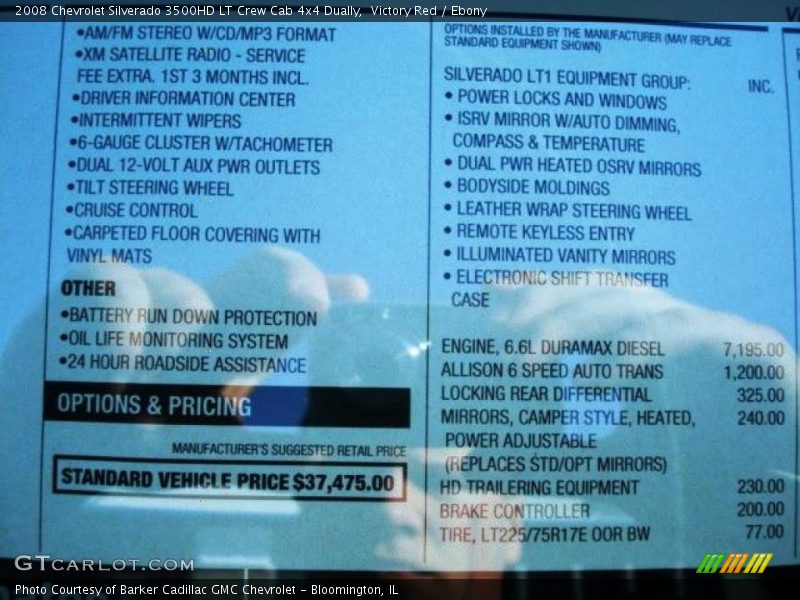 2008 Chevrolet Silverado 3500HD LT Crew Cab 4x4 Dually, Victory Red / Ebony
•AM/FM STEREO W/CD/MP3 FORMAT
•XM SATELLITE RADIO - SERVICE
FEE EXTRA. 1ST 3 MONTHS INCL.
•DRIVER INFORMATION CENTER
•INTERMITTENT WIPERS
•6-GAUGE CLUSTER W/TACHOMETER
•DUAL 12-VOLT AUX PWR OUTLETS
•TILT STEERING WHEEL
•CRUISE CONTROL
•CARPETED FLOOR COVERING WITH
VINYL MATS
OTHER
•BATTERY RUN DOWN PROTECTION
•OIL LIFE MONITORING SYSTEM
•24 HOUR ROADSIDE ASSISTANCE
OPTIONS & PRICING
MANUFACTURER'S SUGGESTED RETAIL PRICE
STANDARD VEHICLE PRICE $37,475.00
OPTIONS INSTALLED BY THE MANUFACTURER (MAY REPLACE
STANDARD EQUIPMENT SHOWN)
SILVERADO LT1 EQUIPMENT GROUP: INC.
• POWER LOCKS AND WINDOWS
• ISRV MIRROR W/AUTO DIMMING,
COMPASS & TEMPERATURE
• DUAL PWR HEATED OSRV MIRRORS
• BODYSIDE MOLDINGS
• LEATHER WRAP STEERING WHEEL
• REMOTE KEYLESS ENTRY
• ILLUMINATED VANITY MIRRORS
• ELECTRONIC SHIFT TRANSFER
CASE
ENGINE, 6.6L DURAMAX DIESEL 7,195.00
ALLISON 6 SPEED AUTO TRANS 1,200.00
LOCKING REAR DIFFERENTIAL 325.00
MIRRORS, CAMPER STYLE, HEATED, 240.00
POWER ADJUSTABLE
(REPLACES STD/OPT MIRRORS)
HD TRAILERING EQUIPMENT 230.00
BRAKE CONTROLLER 200.00
TIRE, LT225/75R17E OOR BW 77.00
GTCARLOT.COM
Photo Courtesy of Barker Cadillac GMC Chevrolet - Bloomington, IL